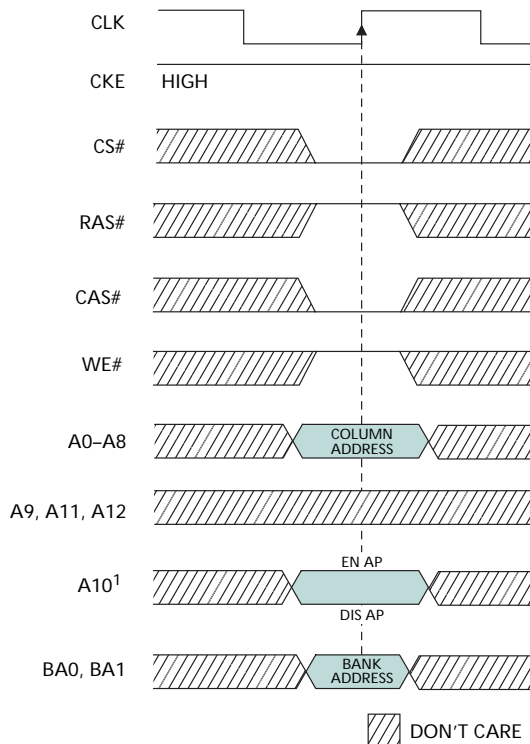 CLK
CKE HIGH
CS#
RAS#
CAS#
WE#
A0–A8 COLUMN
ADDRESS
A9, A11, A12
EN AP
A10¹
DIS AP
BA0, BA1 BANK
ADDRESS
DON'T CARE